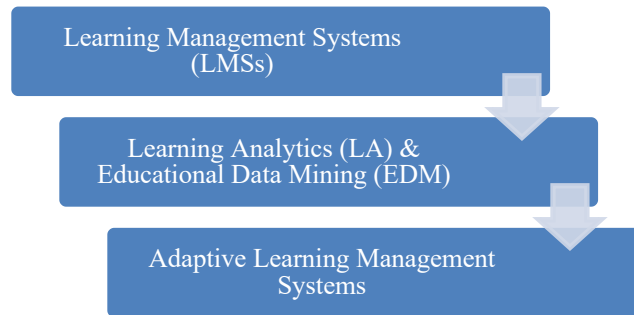 Learning Management Systems
(LMSs)
Learning Analytics (LA) &
Educational Data Mining (EDM)
Adaptive Learning Management
Systems